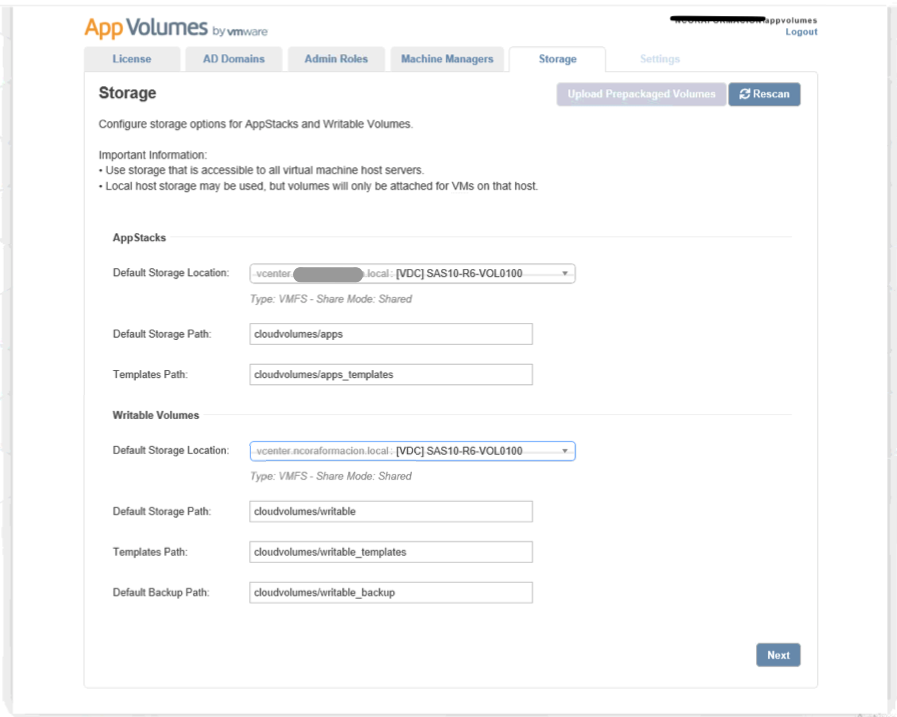 App Volumes by vmware
appvolumes
Logout
License AD Domains Admin Roles Machine Managers Storage Settings
Storage Upload Prepackaged Volumes Rescan
Configure storage options for AppStacks and Writable Volumes.
Important Information:
• Use storage that is accessible to all virtual machine host servers.
• Local host storage may be used, but volumes will only be attached for VMs on that host.
AppStacks
Default Storage Location: vcenter. .local: [VDC] SAS10-R6-VOL0100
Type: VMFS - Share Mode: Shared
Default Storage Path: cloudvolumes/apps
Templates Path: cloudvolumes/apps_templates
Writable Volumes
Default Storage Location: vcenter.ncoraformacion.local: [VDC] SAS10-R6-VOL0100
Type: VMFS - Share Mode: Shared
Default Storage Path: cloudvolumes/writable
Templates Path: cloudvolumes/writable_templates
Default Backup Path: cloudvolumes/writable_backup
Next